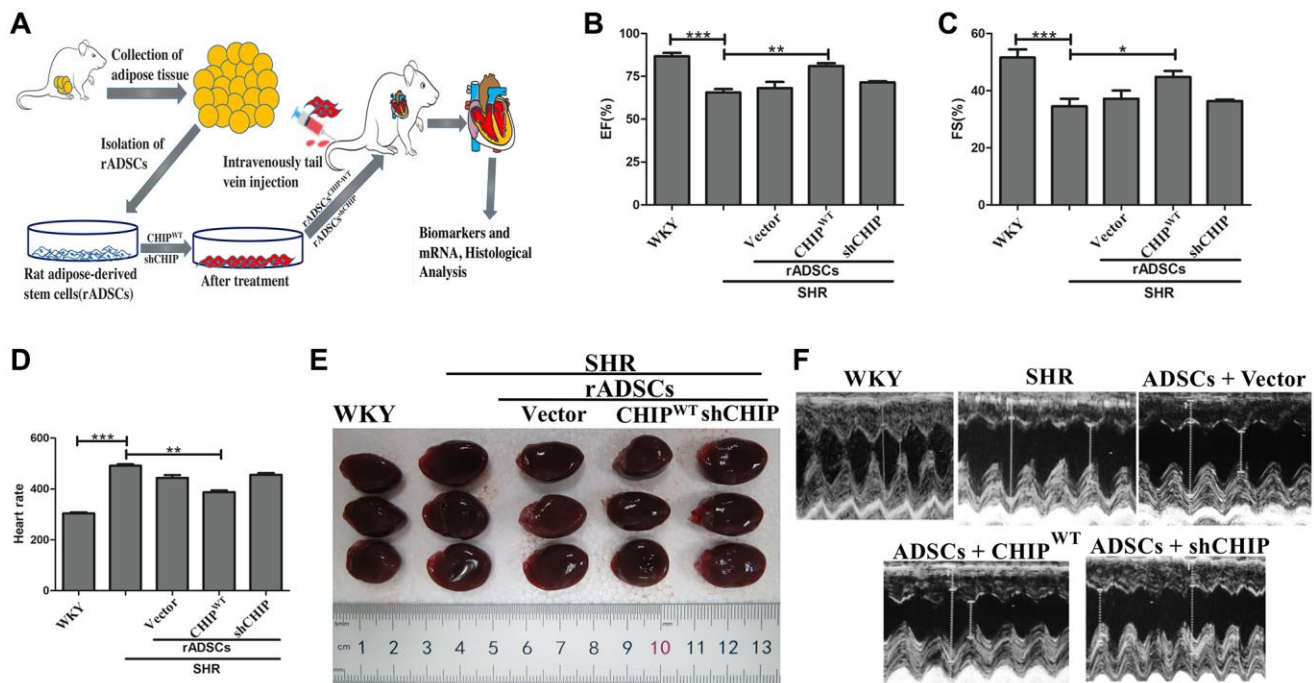 A
Collection of
adipose tissue
Isolation of
rADSCs
Intravenously tail
vein injection
rADSCs^CHIP-WT
rADSCs^shCHIP
CHIP^WT
shCHIP
Rat adipose-derived
stem cells(rADSCs)
After treatment
Biomarkers and
mRNA, Histological
Analysis
B
EF(%)
100
75
50
25
0
***
**
WKY
Vector
CHIP^WT
shCHIP
rADSCs
SHR
C
FS(%)
60
40
20
0
***
*
WKY
Vector
CHIP^WT
shCHIP
rADSCs
SHR
D
Heart rate
600
400
200
0
***
**
WKY
Vector
CHIP^WT
shCHIP
rADSCs
SHR
E
SHR
rADSCs
WKY Vector CHIP^WT shCHIP
cm 1 2 3 4 5 6 7 8 9 10 11 12 13
F
WKY SHR ADSCs + Vector
ADSCs + CHIP^WT ADSCs + shCHIP